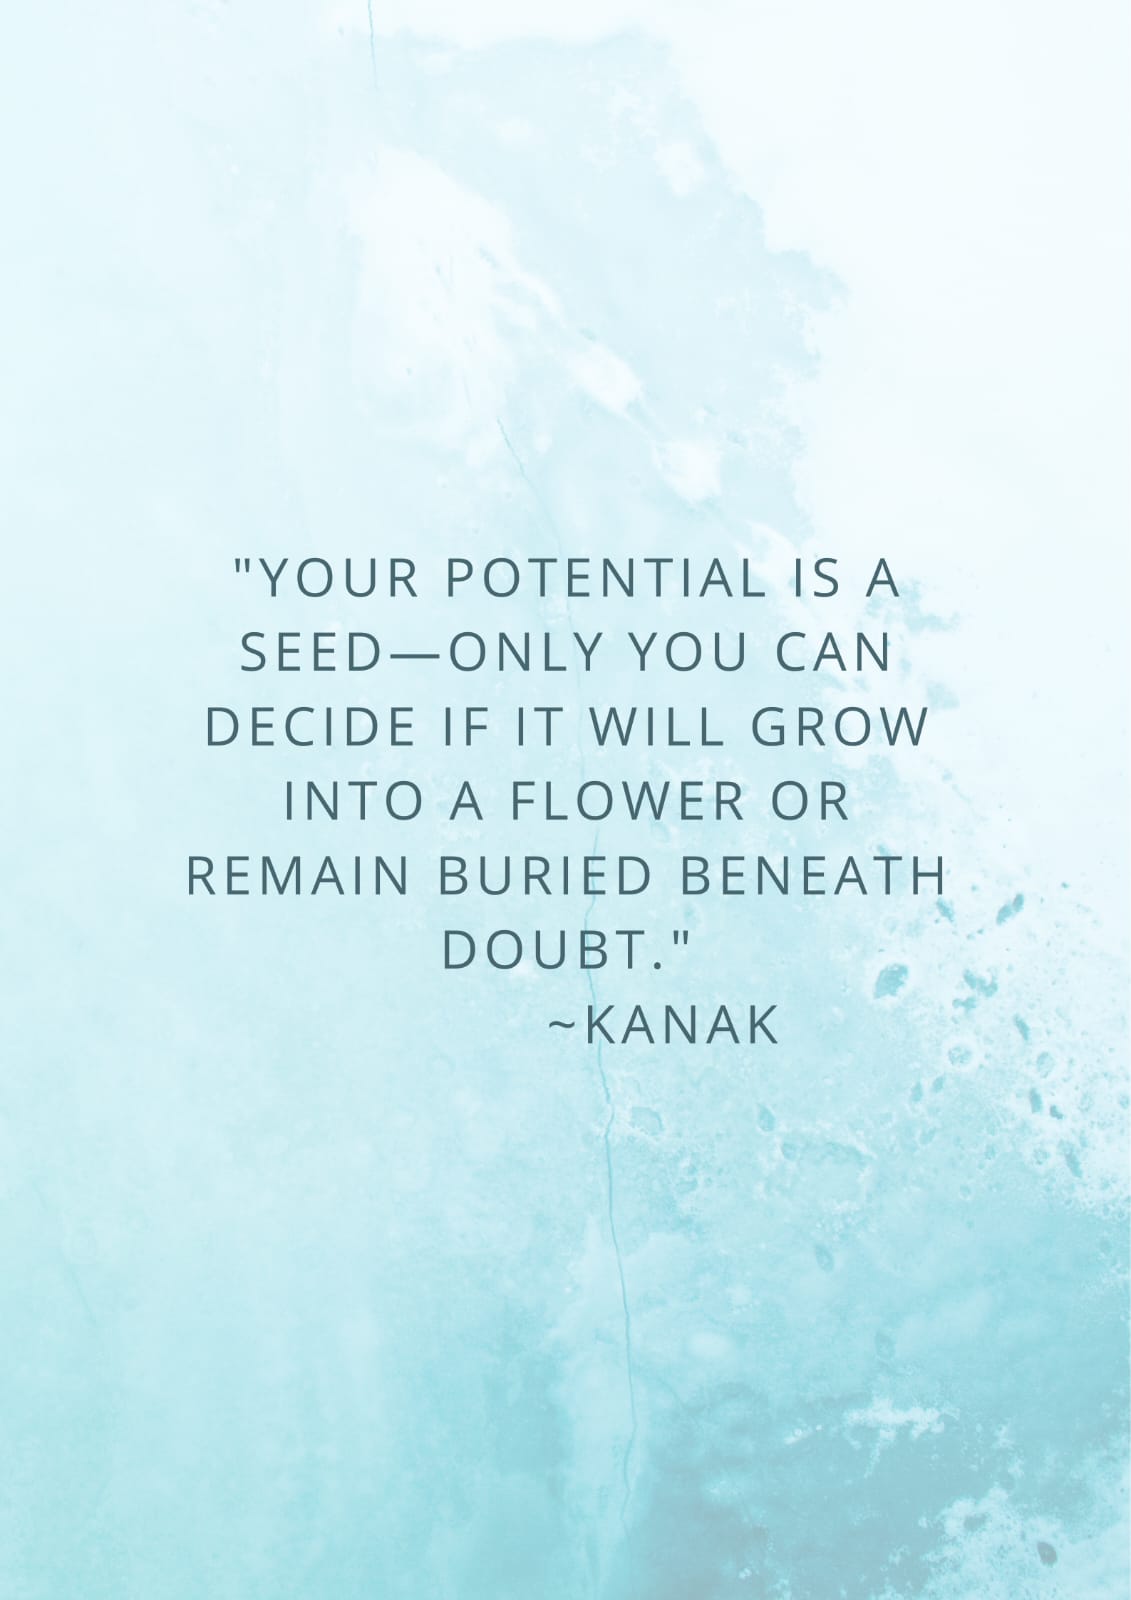 "YOUR POTENTIAL IS A
SEED—ONLY YOU CAN
DECIDE IF IT WILL GROW
INTO A FLOWER OR
REMAIN BURIED BENEATH
DOUBT."
~KANAK